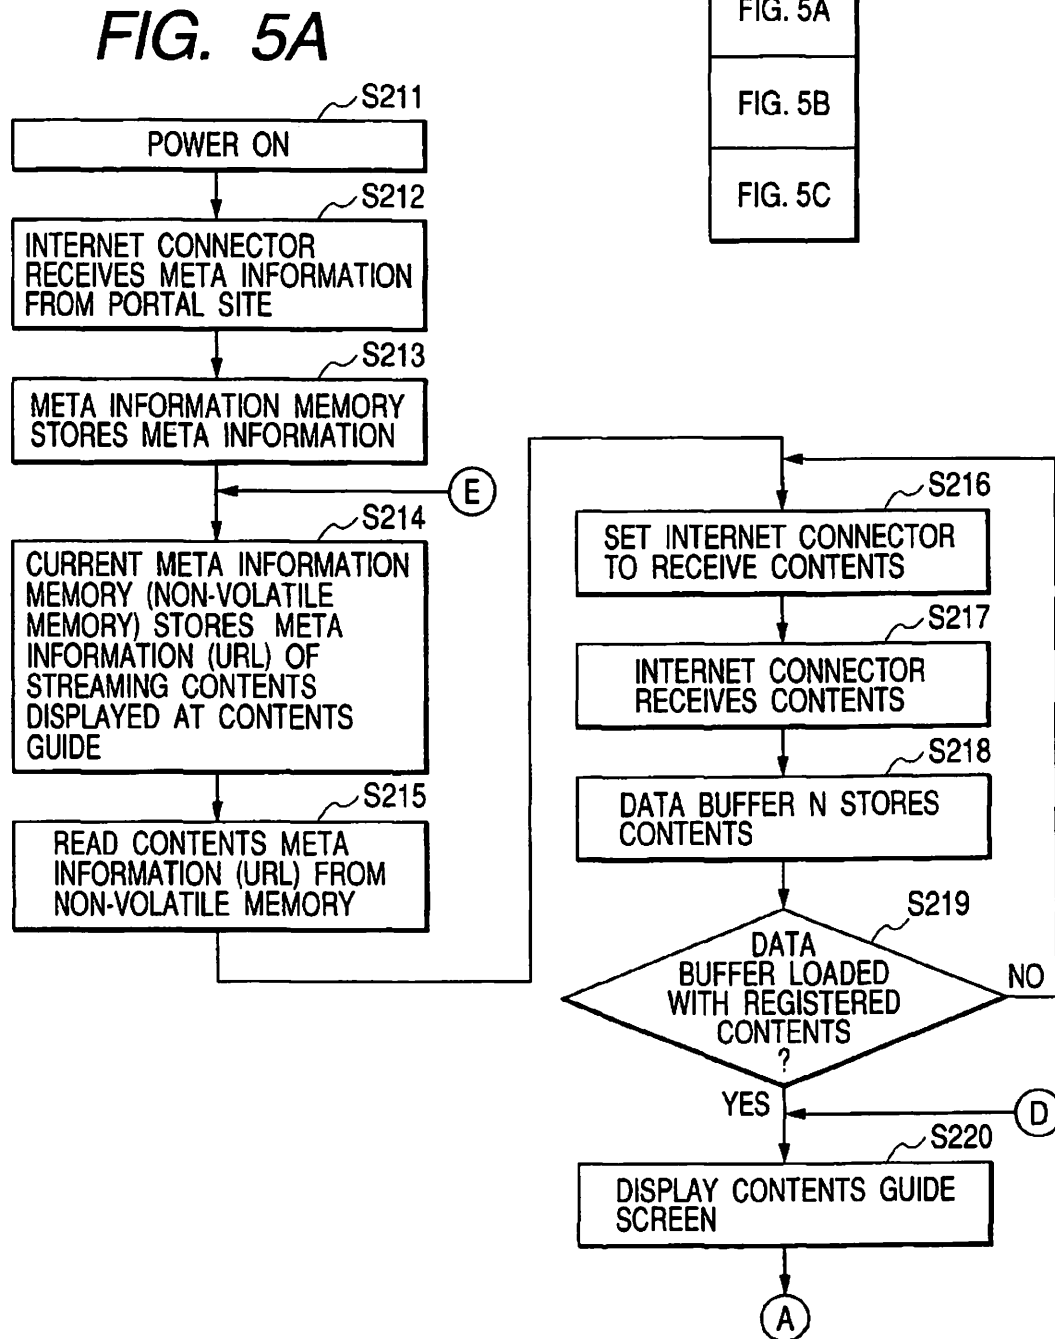 FIG. 5A
FIG. 5A
FIG. 5B
FIG. 5C
S211
POWER ON
S212
INTERNET CONNECTOR
RECEIVES META INFORMATION
FROM PORTAL SITE
S213
META INFORMATION MEMORY
STORES META INFORMATION
E
S214
CURRENT META INFORMATION
MEMORY (NON-VOLATILE
MEMORY) STORES META
INFORMATION (URL) OF
STREAMING CONTENTS
DISPLAYED AT CONTENTS
GUIDE
S215
READ CONTENTS META
INFORMATION (URL) FROM
NON-VOLATILE MEMORY
S216
SET INTERNET CONNECTOR
TO RECEIVE CONTENTS
S217
INTERNET CONNECTOR
RECEIVES CONTENTS
S218
DATA BUFFER N STORES
CONTENTS
S219
DATA
BUFFER LOADED
WITH REGISTERED
CONTENTS
?
NO
YES
D
S220
DISPLAY CONTENTS GUIDE
SCREEN
A